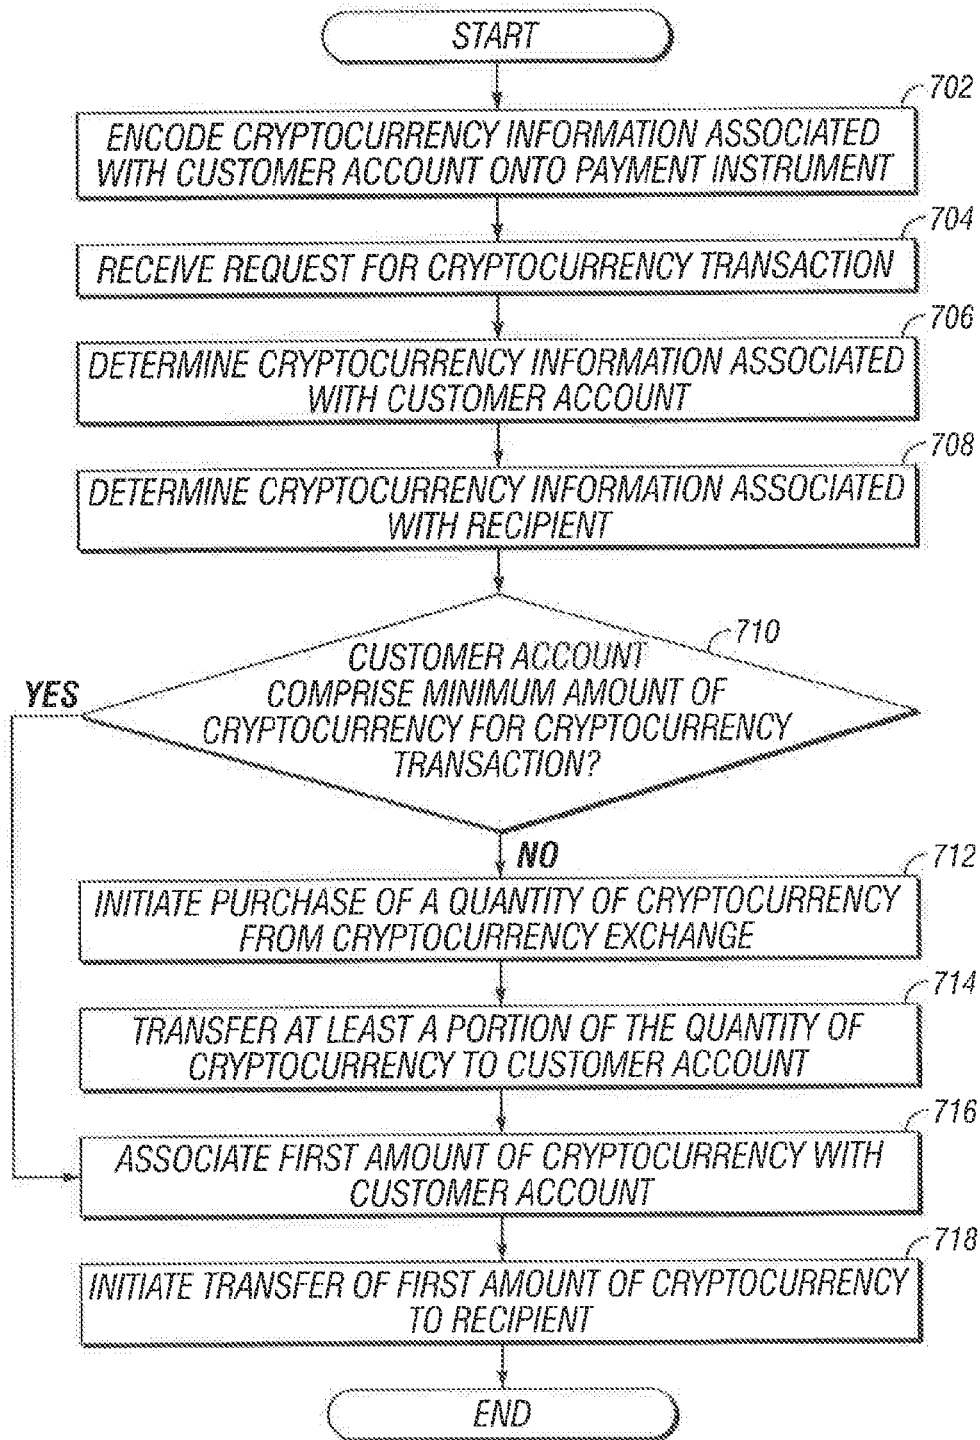 START
702
ENCODE CRYPTOCURRENCY INFORMATION ASSOCIATED
WITH CUSTOMER ACCOUNT ONTO PAYMENT INSTRUMENT
704
RECEIVE REQUEST FOR CRYPTOCURRENCY TRANSACTION
706
DETERMINE CRYPTOCURRENCY INFORMATION ASSOCIATED
WITH CUSTOMER ACCOUNT
708
DETERMINE CRYPTOCURRENCY INFORMATION ASSOCIATED
WITH RECIPIENT
710
CUSTOMER ACCOUNT
COMPRISE MINIMUM AMOUNT OF
CRYPTOCURRENCY FOR CRYPTOCURRENCY
TRANSACTION?
YES
NO
712
INITIATE PURCHASE OF A QUANTITY OF CRYPTOCURRENCY
FROM CRYPTOCURRENCY EXCHANGE
714
TRANSFER AT LEAST A PORTION OF THE QUANTITY OF
CRYPTOCURRENCY TO CUSTOMER ACCOUNT
716
ASSOCIATE FIRST AMOUNT OF CRYPTOCURRENCY WITH
CUSTOMER ACCOUNT
718
INITIATE TRANSFER OF FIRST AMOUNT OF CRYPTOCURRENCY
TO RECIPIENT
END